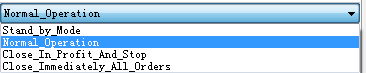 Normal_Operation
Stand_by_Mode
Normal_Operation
Close_In_Profit_And_Stop
Close_Immediately_All_Orders